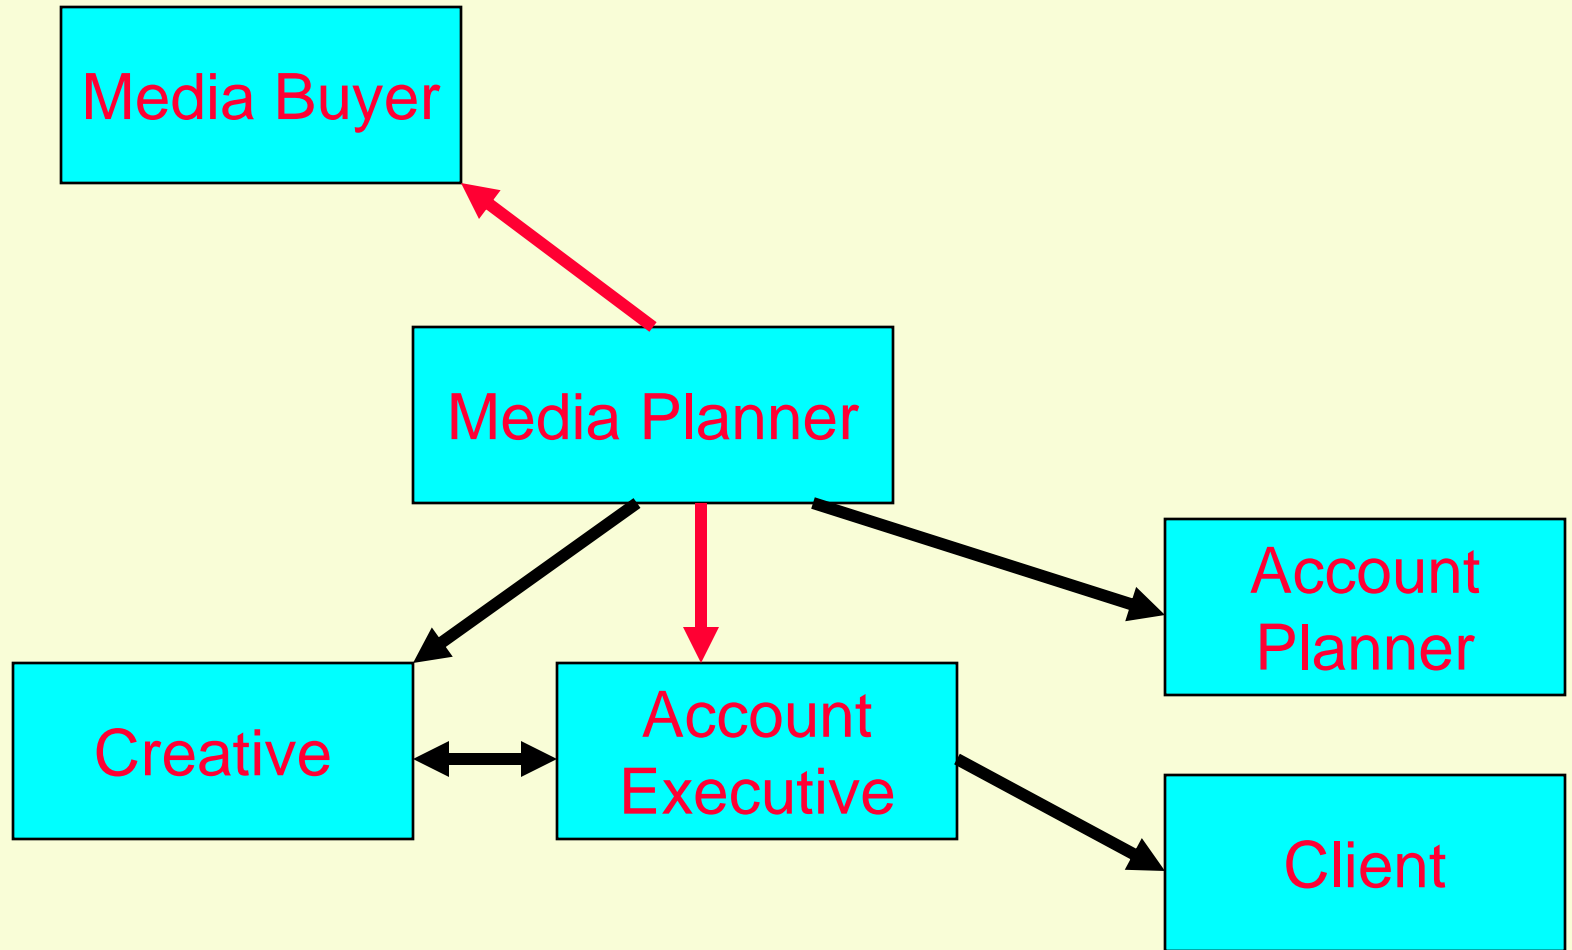 Media Buyer
Media Planner
Account
Planner
Creative
Account
Executive
Client